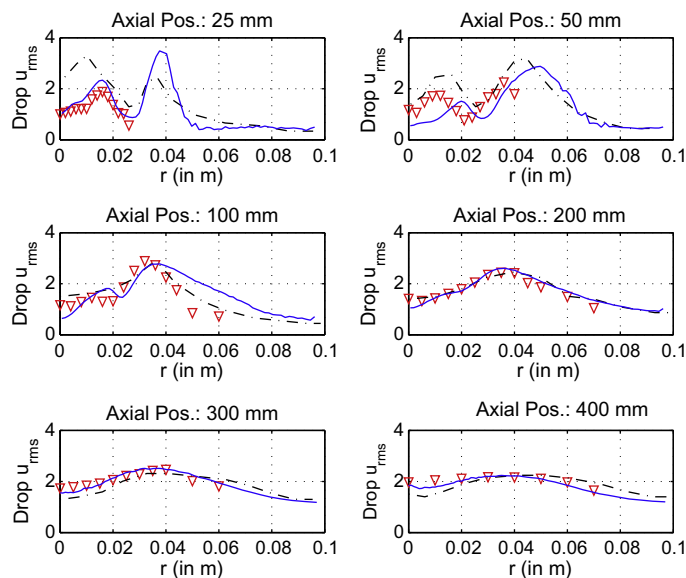 Axial Pos.: 25 mm
Drop u_rms
4
2
0
0 0.02 0.04 0.06 0.08 0.1
r (in m)
Axial Pos.: 50 mm
Drop u_rms
4
2
0
0 0.02 0.04 0.06 0.08 0.1
r (in m)
Axial Pos.: 100 mm
Drop u_rms
4
2
0
0 0.02 0.04 0.06 0.08 0.1
r (in m)
Axial Pos.: 200 mm
Drop u_rms
4
2
0
0 0.02 0.04 0.06 0.08 0.1
r (in m)
Axial Pos.: 300 mm
Drop u_rms
4
2
0
0 0.02 0.04 0.06 0.08 0.1
r (in m)
Axial Pos.: 400 mm
Drop u_rms
4
2
0
0 0.02 0.04 0.06 0.08 0.1
r (in m)